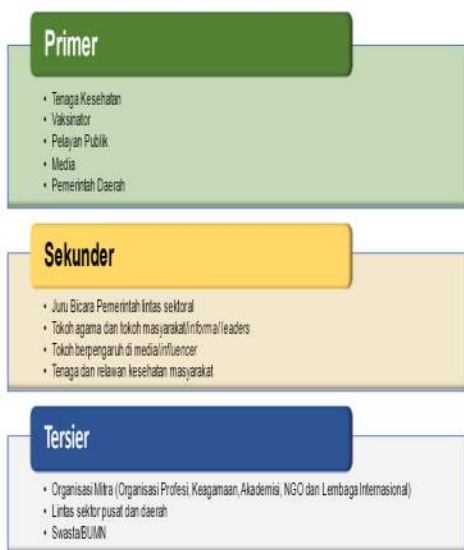 Primer
• Tenaga Kesehatan
• Vaksinator
• Pelayan Publik
• Media
• Pemerintah Daerah
Sekunder
• Juru Bicara Pemerintah lintas sektoral
• Tokoh agama dan tokoh masyarakat/informal leaders
• Tokoh berpengaruh di media/influencer
• Tenaga dan relawan kesehatan masyarakat
Tersier
• Organisasi Mitra (Organisasi Profesi, Keagamaan, Akademisi, NGO dan Lembaga Internasional)
• Lintas sektor pusat dan daerah
• Swasta/BUMN